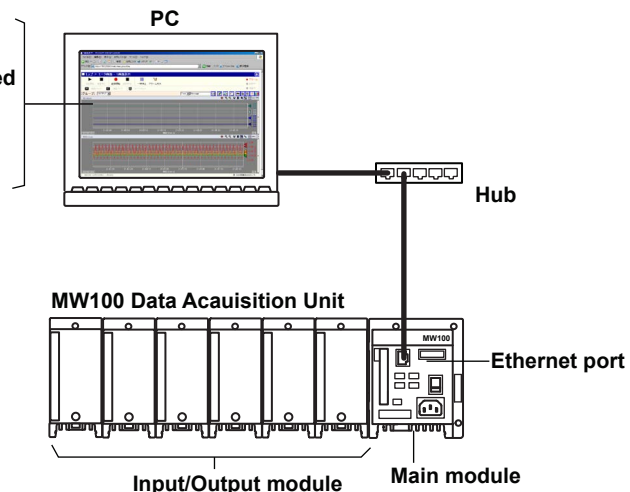 PC
ed
Hub
MW100 Data Acauisition Unit
MW100
Ethernet port
Input/Output module
Main module